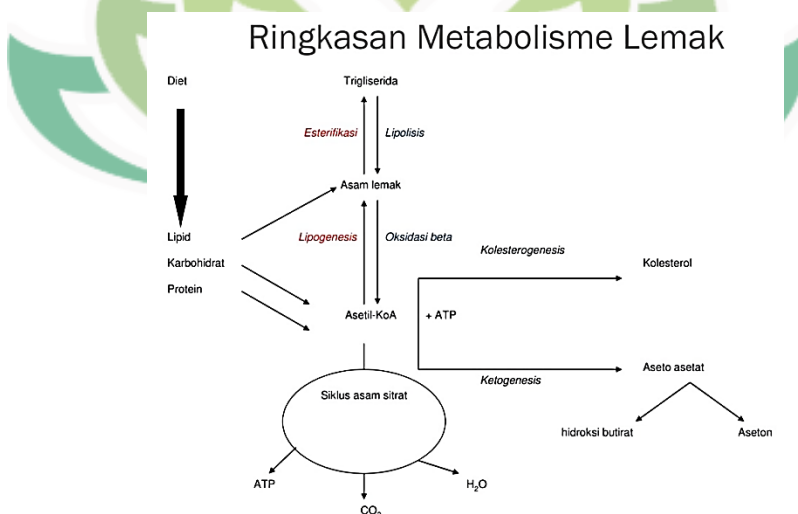 Ringkasan Metabolisme Lemak
Diet
Trigliserida
Esterifikasi
Lipolisis
Asam lemak
Lipid
Lipogenesis
Oksidasi beta
Karbohidrat
Protein
Kolesterogenesis
Kolesterol
Asetil-KoA
+ ATP
Ketogenesis
Aseto asetat
Siklus asam sitrat
hidroksi butirat
Aseton
ATP
H₂O
CO₂